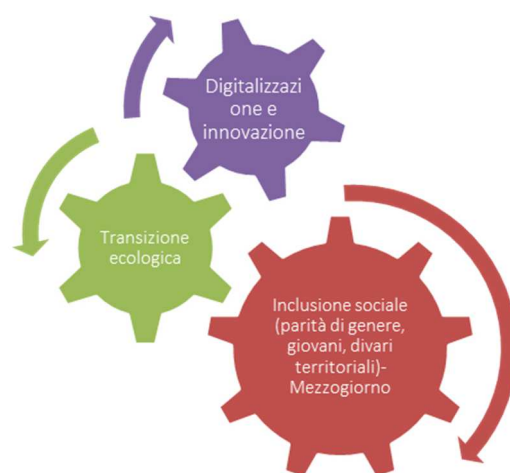 Digitalizzazi
one e
innovazione
Transizione
ecologica
Inclusione sociale
(parità di genere,
giovani, divari
territoriali)-
Mezzogiorno